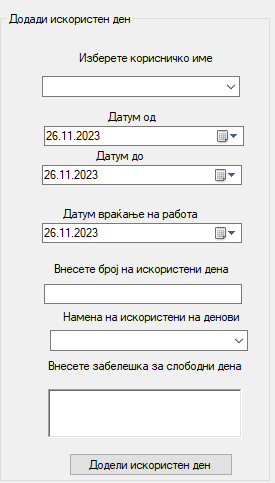 Додади искористен ден
Изберете корисничко име
Датум од
26.11.2023
Датум до
26.11.2023
Датум враќање на работа
26.11.2023
Внесете број на искористени дена
Намена на искористени на денови
Внесете забелешка за слободни дена
Додели искористен ден